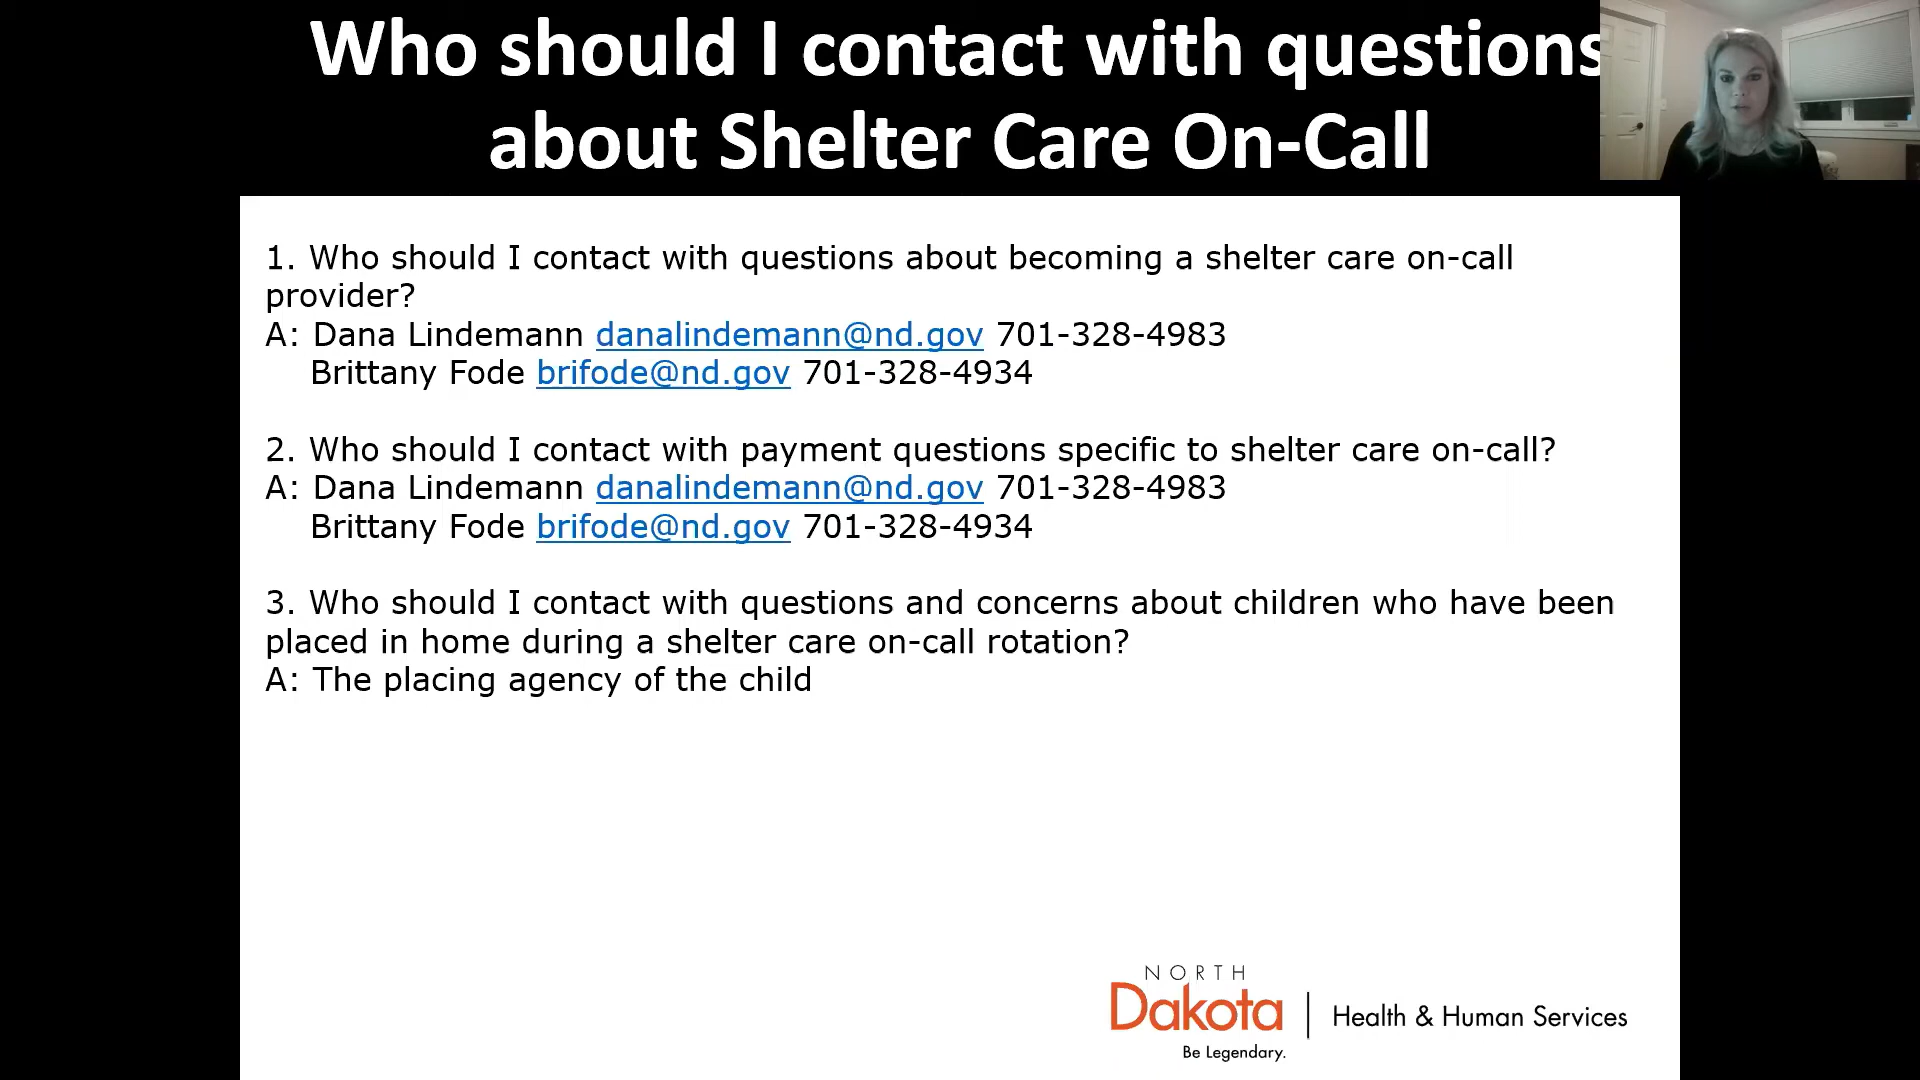 Who should I contact with questions
about Shelter Care On-Call
1. Who should I contact with questions about becoming a shelter care on-call
provider?
A: Dana Lindemann danalindemann@nd.gov 701-328-4983
Brittany Fode brifode@nd.gov 701-328-4934
2. Who should I contact with payment questions specific to shelter care on-call?
A: Dana Lindemann danalindemann@nd.gov 701-328-4983
Brittany Fode brifode@nd.gov 701-328-4934
3. Who should I contact with questions and concerns about children who have been
placed in home during a shelter care on-call rotation?
A: The placing agency of the child
NORTH
Dakota | Health & Human Services
Be Legendary.